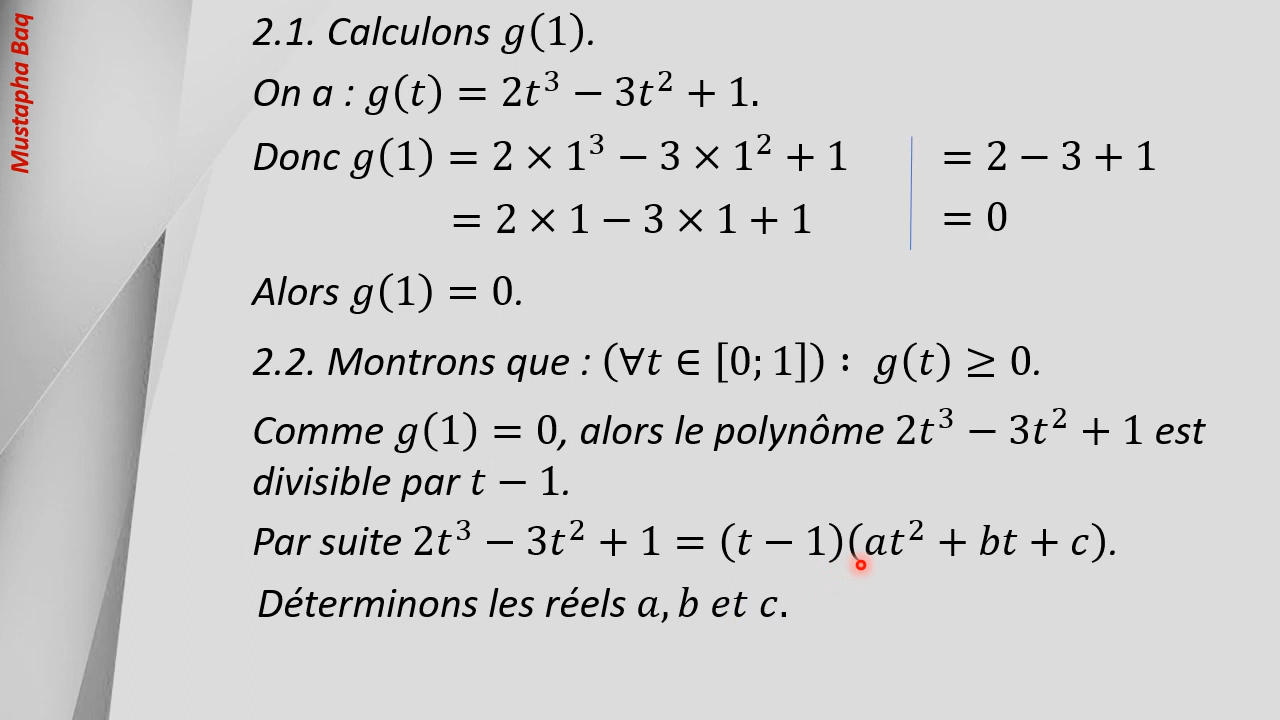 Mustapha Baq
2.1. Calculons g(1).
On a : g(t) = 2t³ − 3t² + 1.
Donc g(1) = 2 × 1³ − 3 × 1² + 1
= 2 × 1 − 3 × 1 + 1
= 2 − 3 + 1
= 0
Alors g(1) = 0.
2.2. Montrons que : (∀t ∈ [0; 1]) : g(t) ≥ 0.
Comme g(1) = 0, alors le polynôme 2t³ − 3t² + 1 est
divisible par t − 1.
Par suite 2t³ − 3t² + 1 = (t − 1)(at² + bt + c).
Déterminons les réels a, b et c.